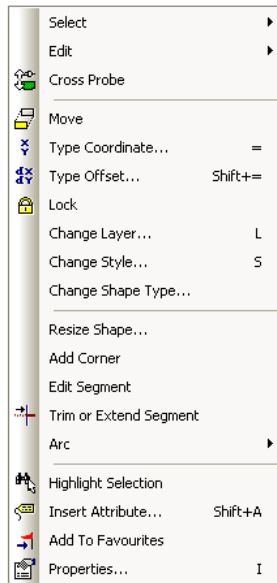 Select
Edit
Cross Probe
Move
Type Coordinate... =
Type Offset... Shift+=
Lock
Change Layer... L
Change Style... S
Change Shape Type...
Resize Shape...
Add Corner
Edit Segment
Trim or Extend Segment
Arc
Highlight Selection
Insert Attribute... Shift+A
Add To Favourites
Properties... I